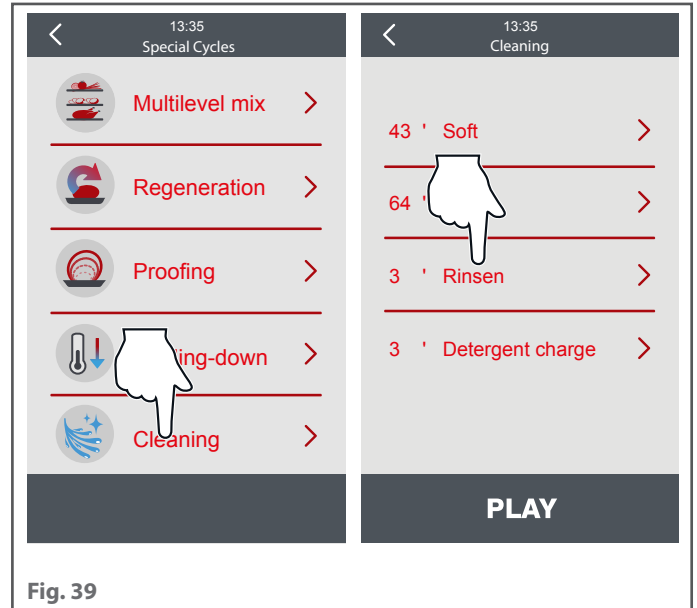 13:35
Special Cycles
Multilevel mix
Regeneration
Proofing
ing-down
Cleaning
13:35
Cleaning
43 ' Soft
64 '
3 ' Rinsen
3 ' Detergent charge
PLAY
Fig. 39